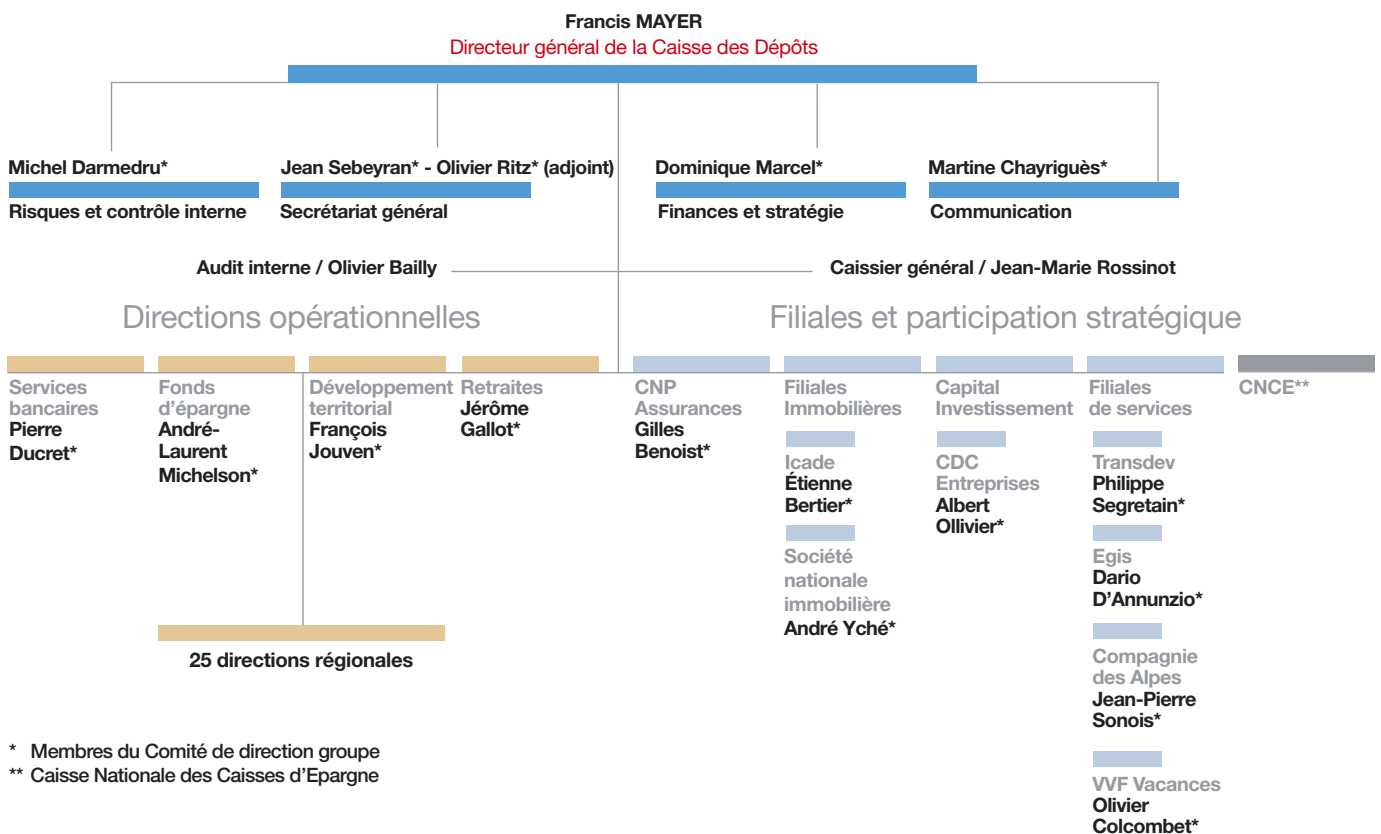 Francis MAYER
Directeur général de la Caisse des Dépôts
Michel Darmedru*
Risques et contrôle interne
Jean Sebeyran* - Olivier Ritz* (adjoint)
Secrétariat général
Dominique Marcel*
Finances et stratégie
Martine Chayriguès*
Communication
Audit interne / Olivier Bailly
Caissier général / Jean-Marie Rossinot
Directions opérationnelles
Services
bancaires
Pierre
Ducret*
Fonds
d'épargne
André-
Laurent
Michelson*
Développement
territorial
François
Jouven*
Retraites
Jérôme
Gallot*
25 directions régionales
Filiales et participation stratégique
CNP
Assurances
Gilles
Benoist*
Filiales
Immobilières
Icade
Étienne
Bertier*
Société
nationale
immobilière
André Yché*
Capital
Investissement
CDC
Entreprises
Albert
Ollivier*
Filiales
de services
Transdev
Philippe
Segretain*
Egis
Dario
D'Annunzio*
Compagnie
des Alpes
Jean-Pierre
Sonois*
VVF Vacances
Olivier
Colcombet*
CNCE**
* Membres du Comité de direction groupe
** Caisse Nationale des Caisses d'Epargne